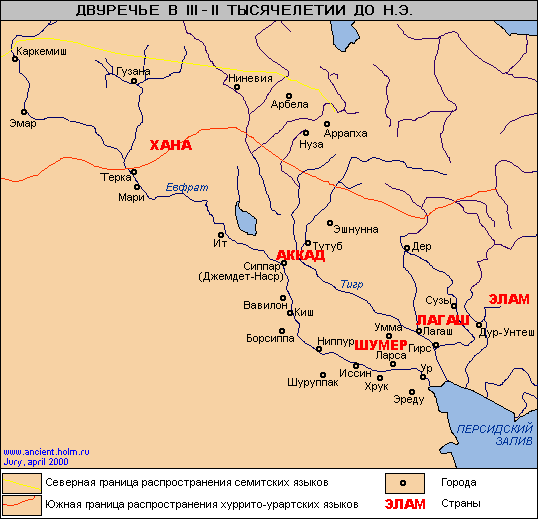 ДВУРЕЧЬЕ В III - II ТЫСЯЧЕЛЕТИИ ДО Н.Э.
Каркемиш
Гузана
Ниневия
Арбела
Эмар
Аррапха
Нуза
ХАНА
Терка
Мари
Евфрат
Эшнунна
Ит
Тутуб
Дер
АККАД
Сиппар
(Джемдет-Наср)
Тигр
Вавилон
Киш
Сузы
ЭЛАМ
ЛАГАШ
Борсиппа
Умма
Лагаш
Дур-Унтеш
Ниппур
ШУМЕР
Гирс
Ларса
Иссин
Ур
Шуруппак
Хрук
Эреду
ПЕРСИДСКИЙ
ЗАЛИВ
www.ancient.holm.ru
Jury, april 2000
Северная граница распространения семитских языков
Города
Южная граница распространения хуррито-урартских языков
ЭЛАМ Страны